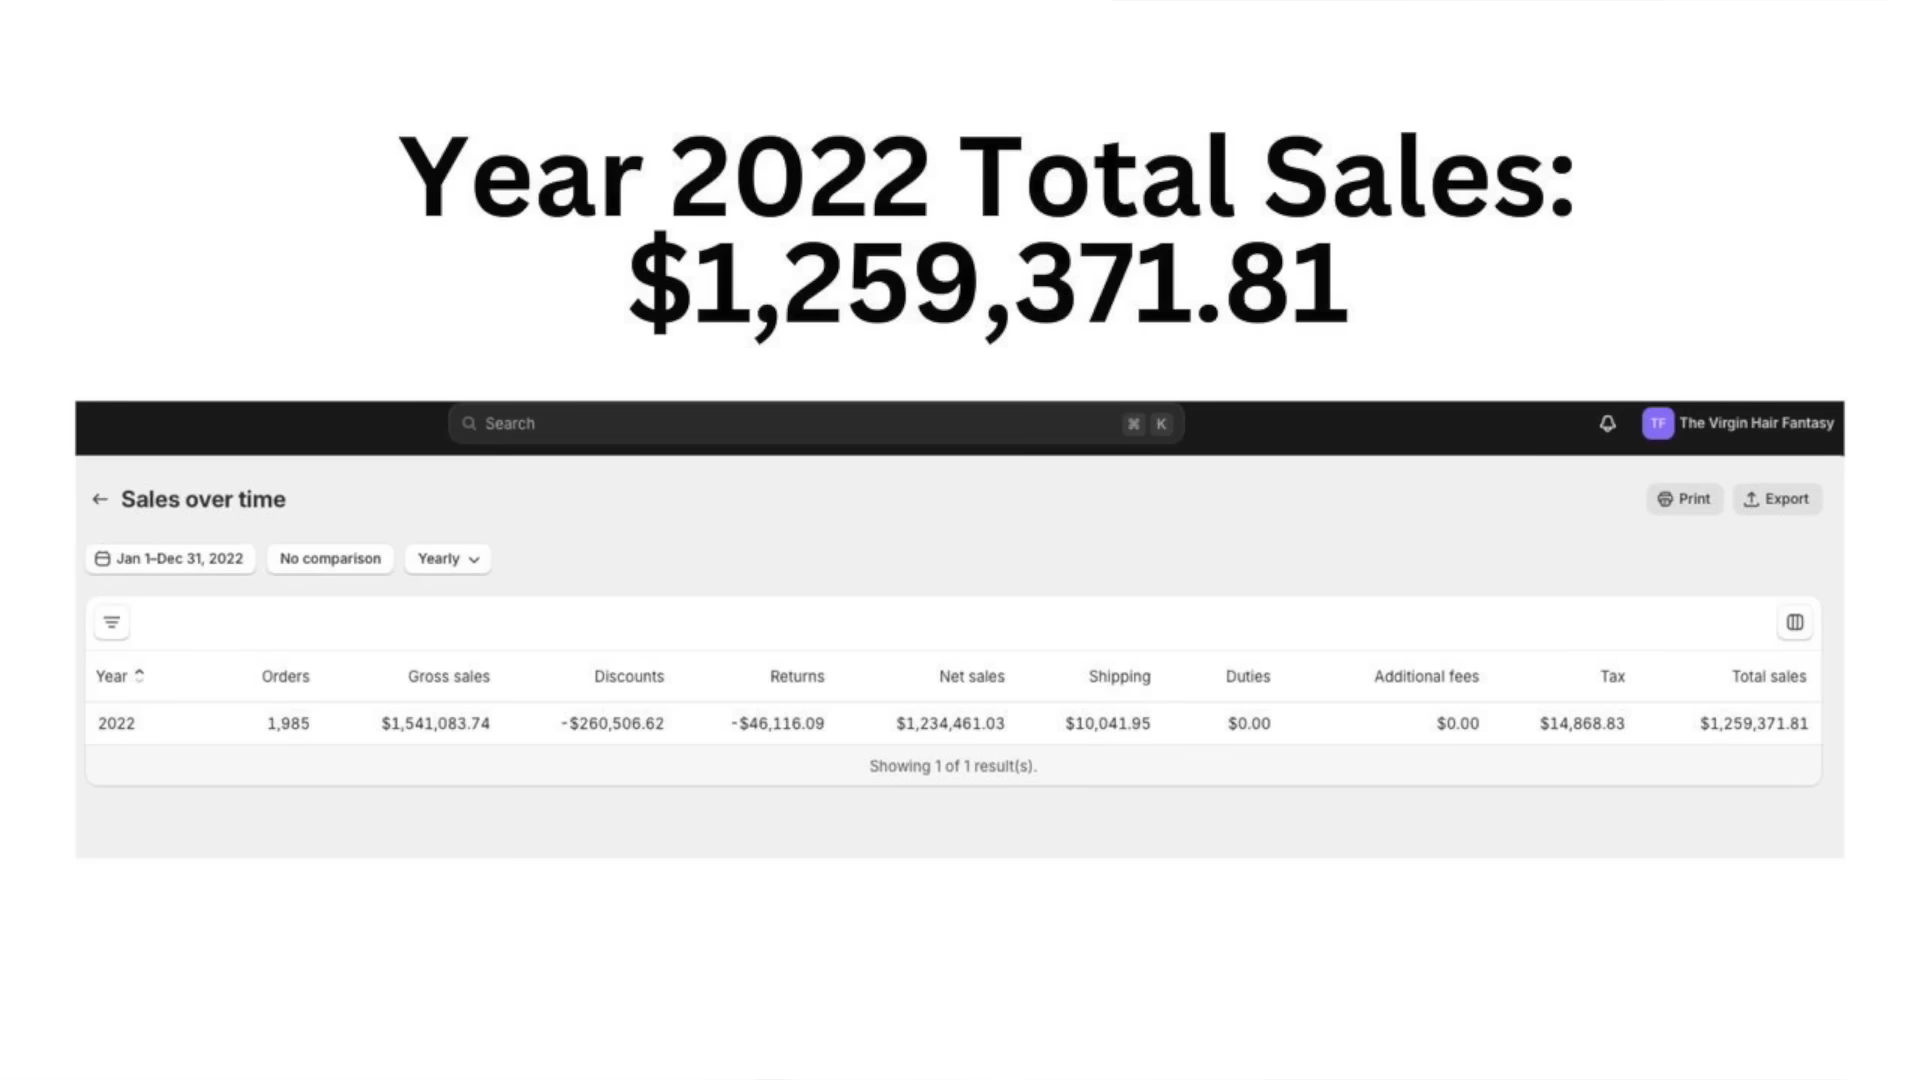 Year 2022 Total Sales:
$1,259,371.81
Search ⌘ K TF The Virgin Hair Fantasy
← Sales over time Print Export
Jan 1–Dec 31, 2022 No comparison Yearly
Year Orders Gross sales Discounts Returns Net sales Shipping Duties Additional fees Tax Total sales
2022 1,985 $1,541,083.74 -$260,506.62 -$46,116.09 $1,234,461.03 $10,041.95 $0.00 $0.00 $14,868.83 $1,259,371.81
Showing 1 of 1 result(s).